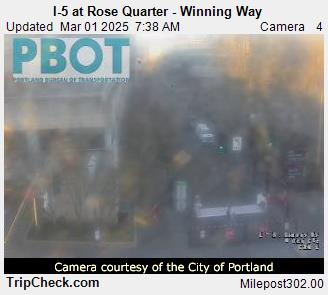 I-5 at Rose Quarter - Winning Way
Updated Mar 01 2025 7:38 AM Camera 4
PBOT
PORTLAND BUREAU OF TRANSPORTATION
Camera courtesy of the City of Portland
TripCheck.com Milepost302.00